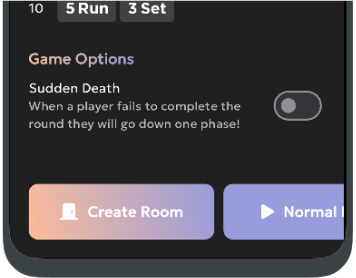 10 5 Run 3 Set
Game Options
Sudden Death
When a player fails to complete the
round they will go down one phase!
Create Room Normal